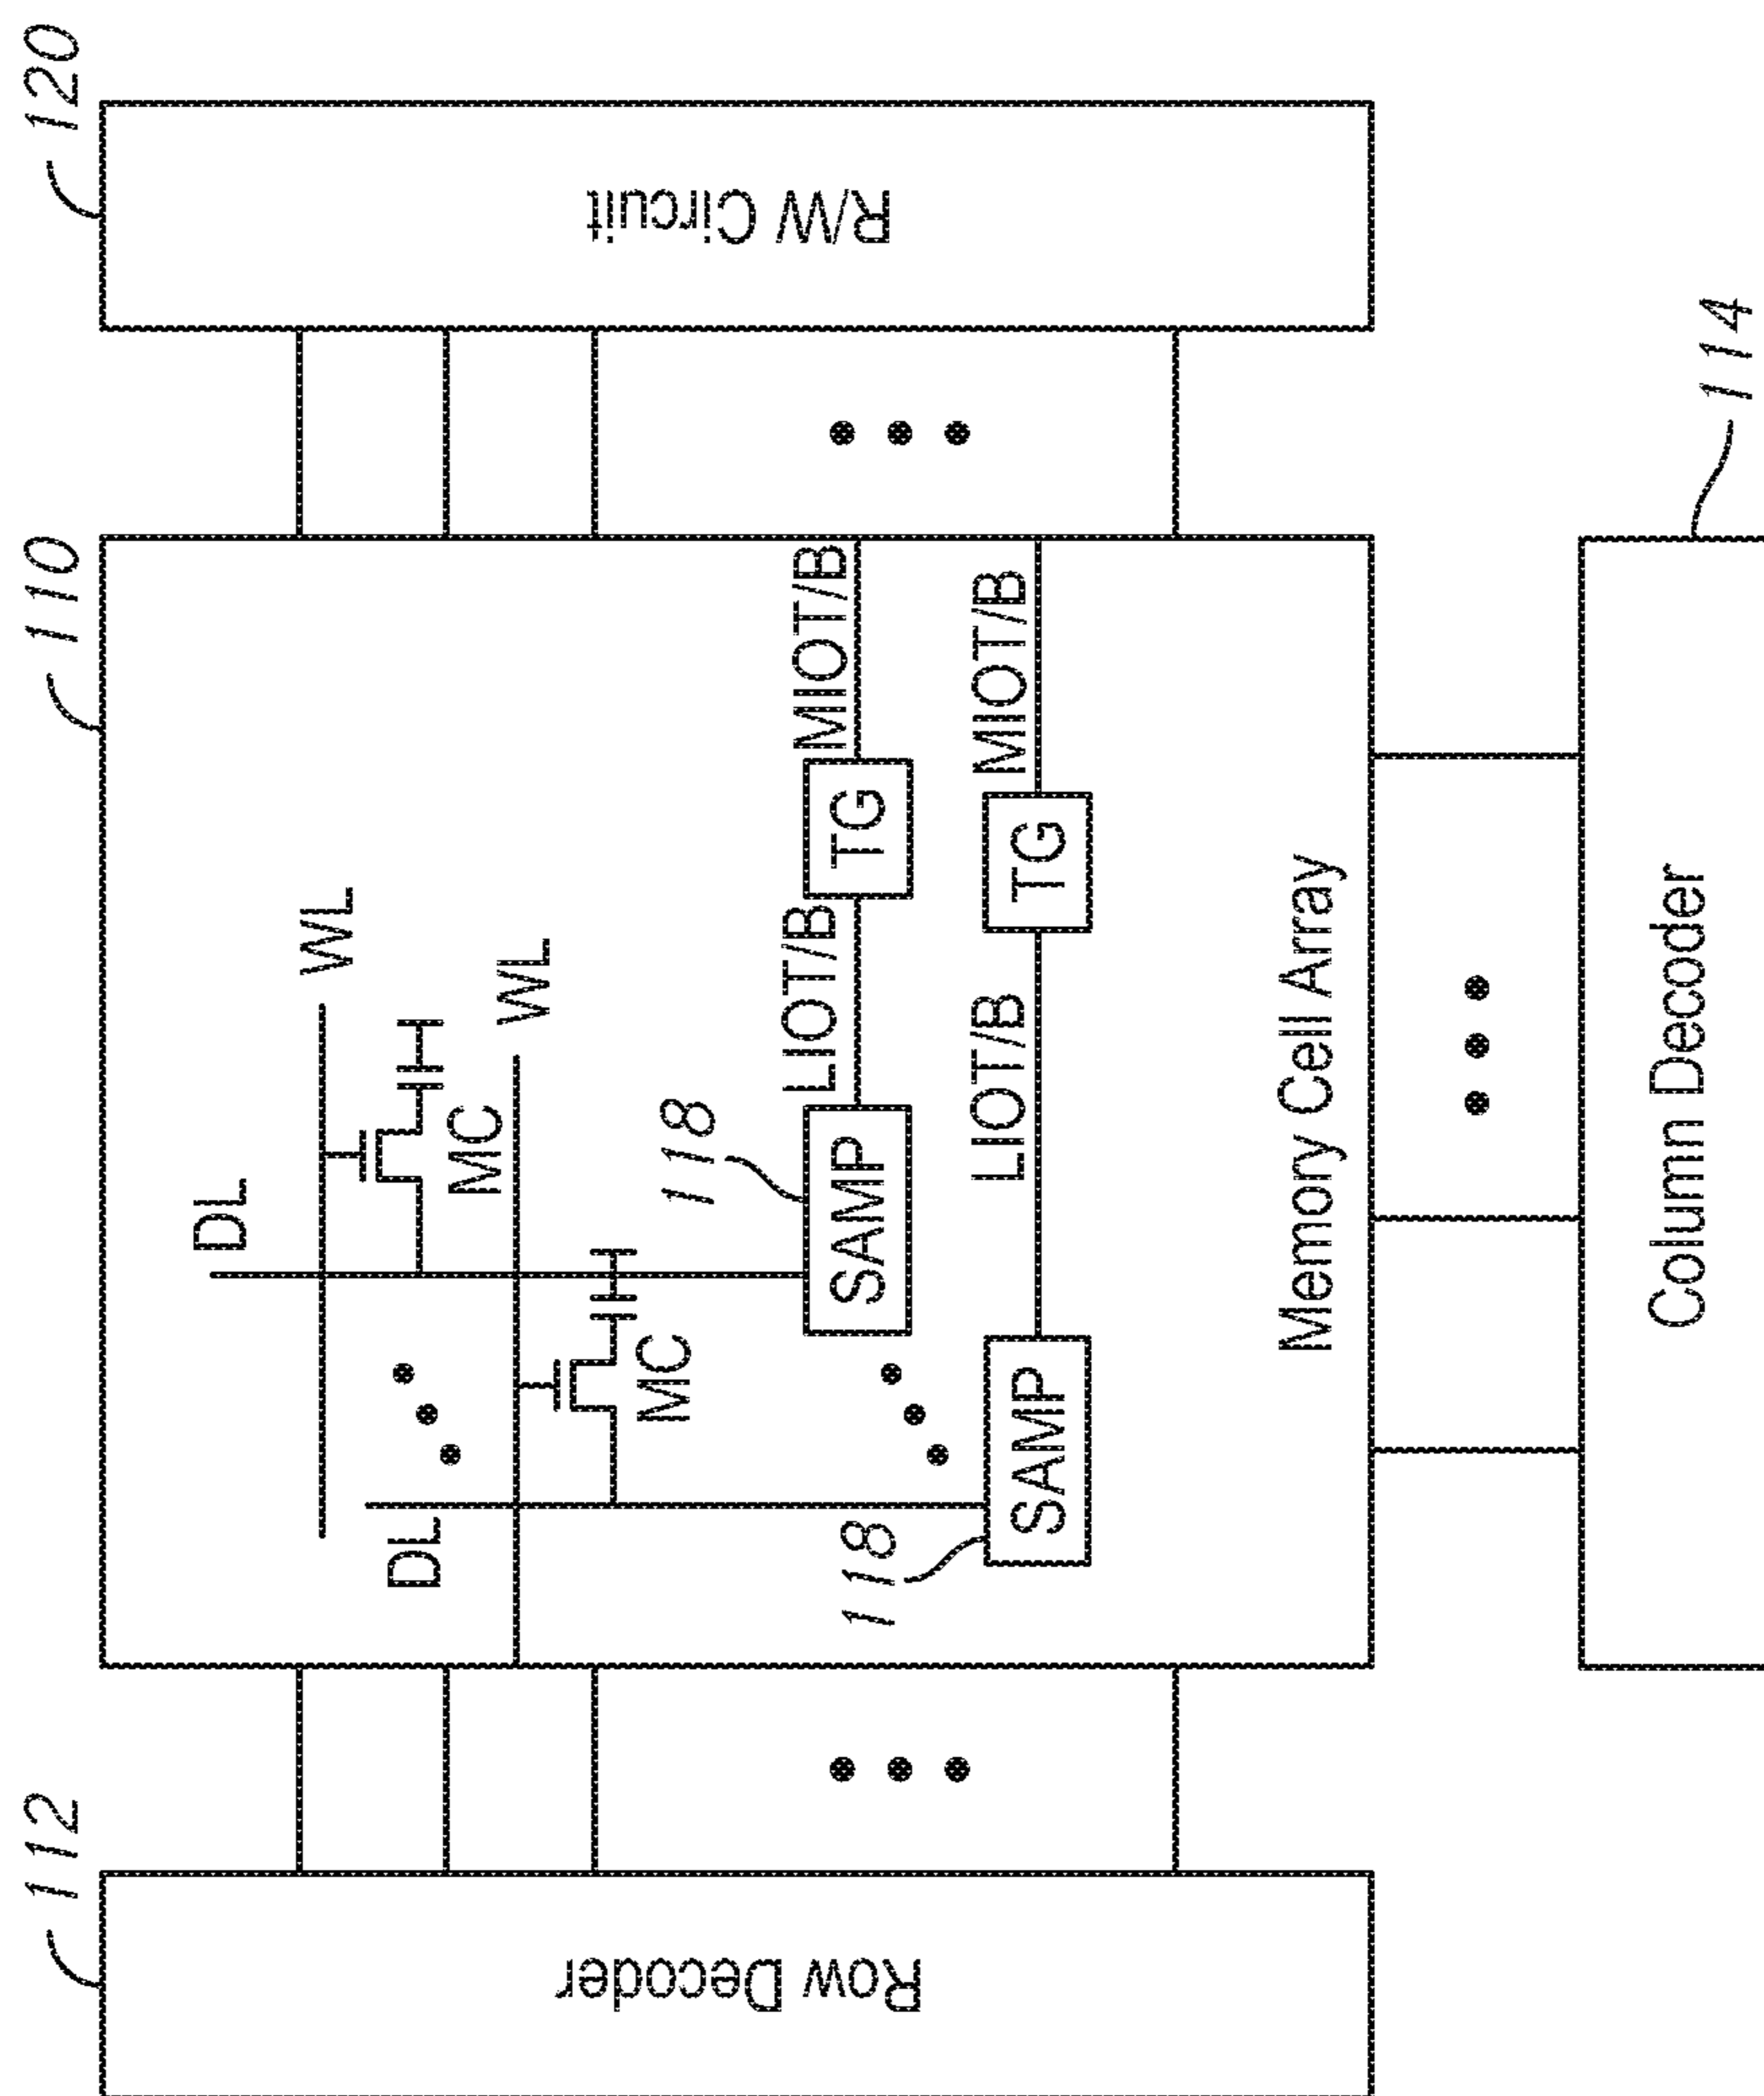 112
110
120
DL
WL
DL
MC
WL
MC
118
SAMP
LIOT/B
TG
MIOT/B
118
SAMP
LIOT/B
TG
MIOT/B
Row Decoder
R/W Circuit
Memory Cell Array
Column Decoder
114